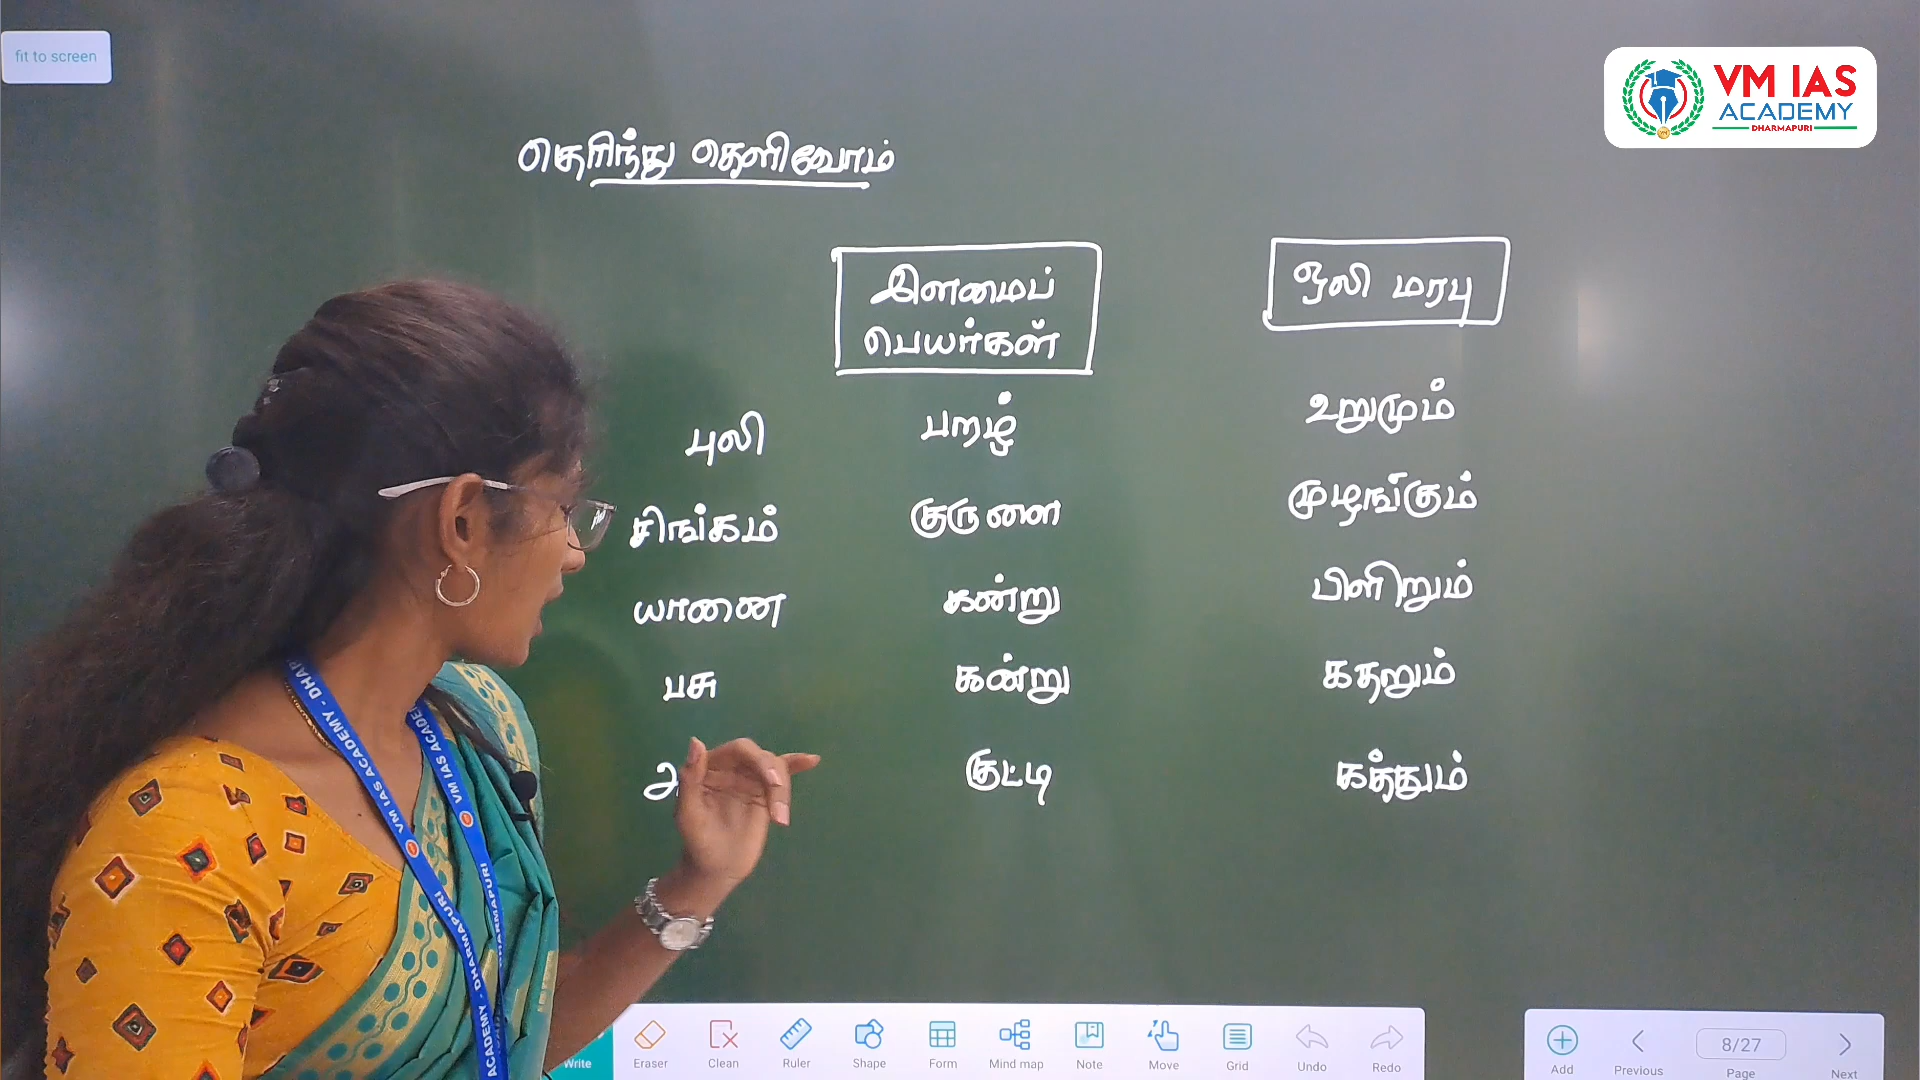 fit to screen
VM IAS
ACADEMY
DHARMAPURI
தெரிந்து தெளிவோம்
இளமைப் பெயர்கள்
ஒலி மரபு
புலி பறழ் உறுமும்
சிங்கம் குருளை முழங்கும்
யானை கன்று பிளிறும்
பசு கன்று கதறும்
குட்டி கத்தும்
VM IAS ACADEMY - DHARMAPURI
Write
Eraser
Clean
Ruler
Shape
Form
Mind map
Note
Move
Grid
Undo
Redo
Add
Previous
8/27
Page
Next